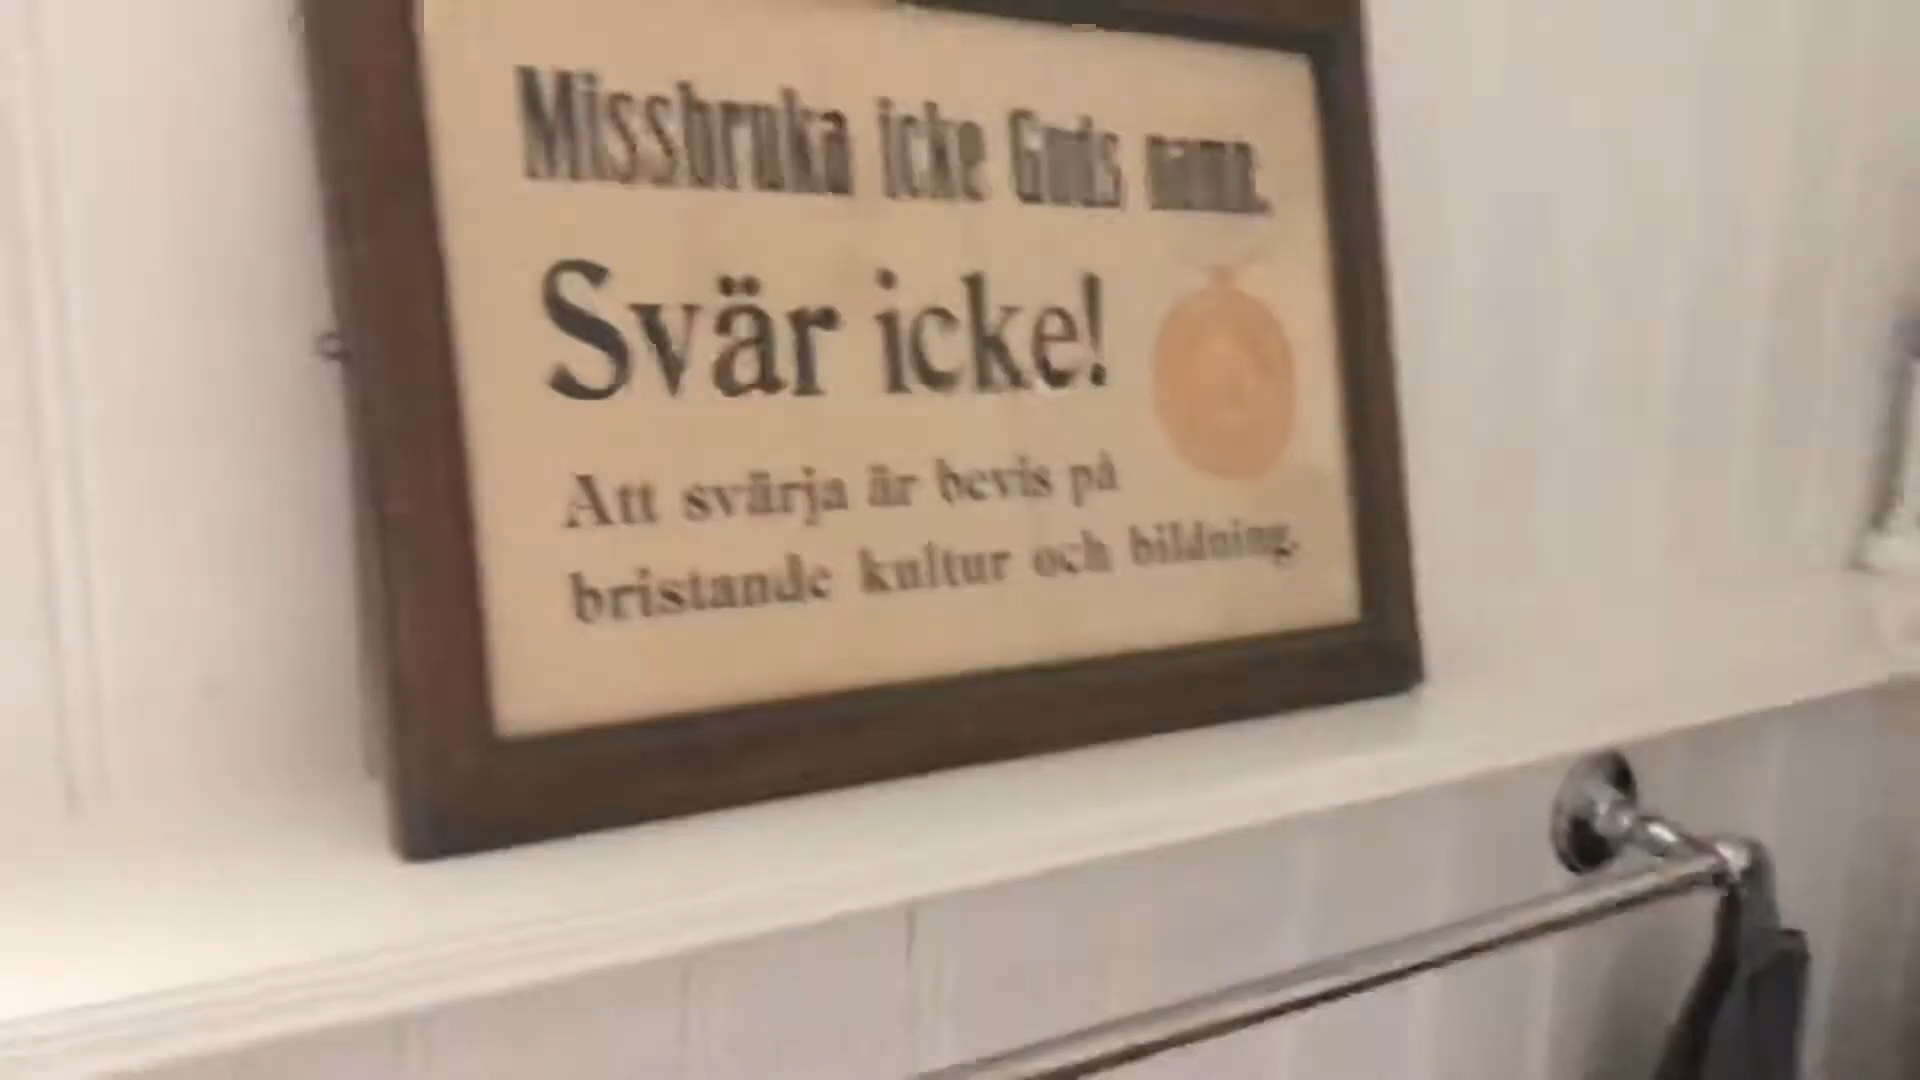 Missbruka icke Guds namn.
Svär icke!
Att svärja är bevis på
bristande kultur och bildning.